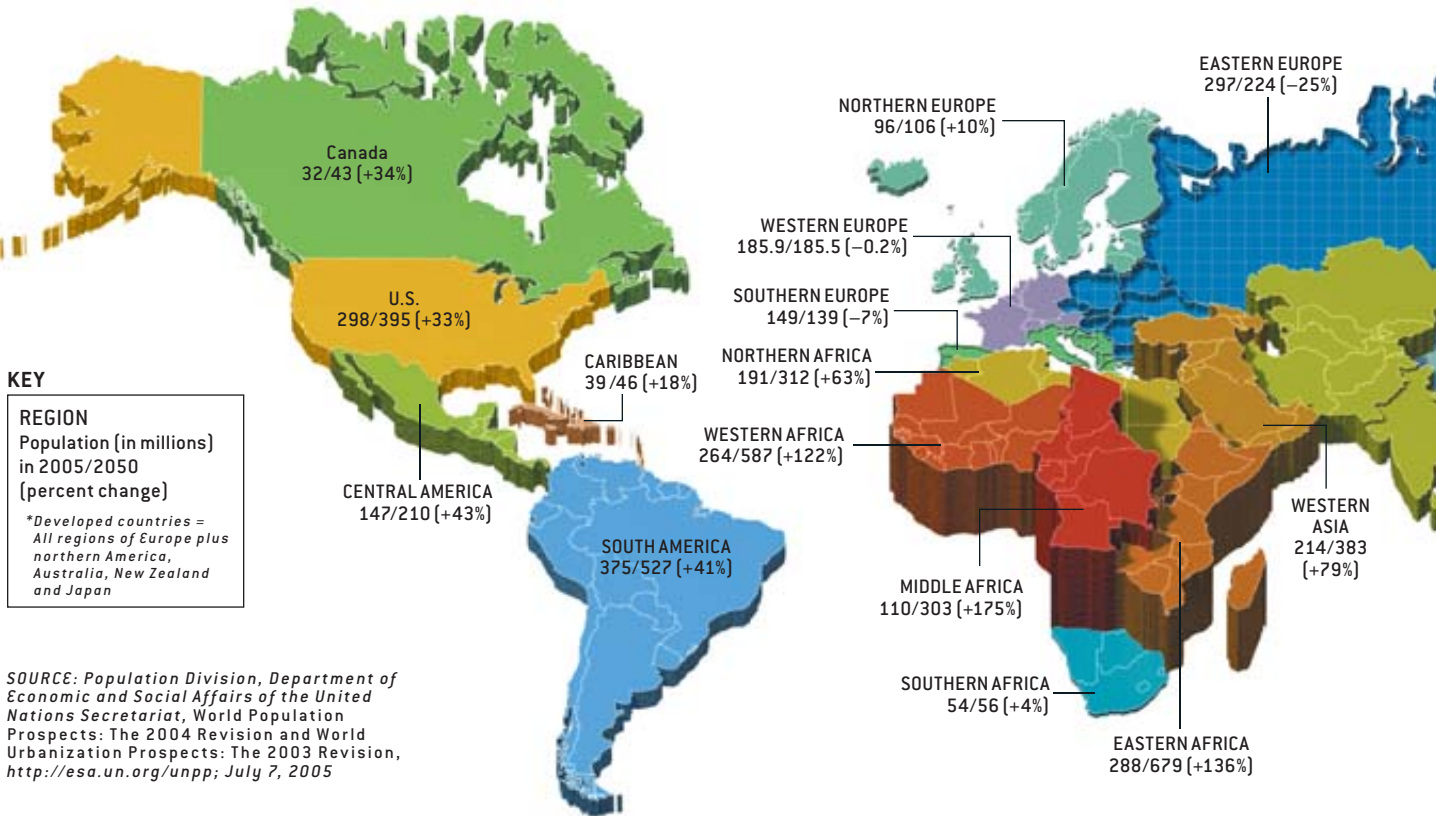 EASTERN EUROPE
297/224 (–25%)
NORTHERN EUROPE
96/106 (+10%)
Canada
32/43 (+34%)
WESTERN EUROPE
185.9/185.5 (–0.2%)
SOUTHERN EUROPE
149/139 (–7%)
U.S.
298/395 (+33%)
CARIBBEAN
39/46 (+18%)
NORTHERN AFRICA
191/312 (+63%)
KEY
REGION
Population (in millions)
in 2005/2050
(percent change)
*Developed countries =
All regions of Europe plus
northern America,
Australia, New Zealand
and Japan
WESTERN AFRICA
264/587 (+122%)
CENTRAL AMERICA
147/210 (+43%)
WESTERN
ASIA
214/383
(+79%)
SOUTH AMERICA
375/527 (+41%)
MIDDLE AFRICA
110/303 (+175%)
SOURCE: Population Division, Department of
Economic and Social Affairs of the United
Nations Secretariat, World Population
Prospects: The 2004 Revision and World
Urbanization Prospects: The 2003 Revision,
http://esa.un.org/unpp; July 7, 2005
SOUTHERN AFRICA
54/56 (+4%)
EASTERN AFRICA
288/679 (+136%)